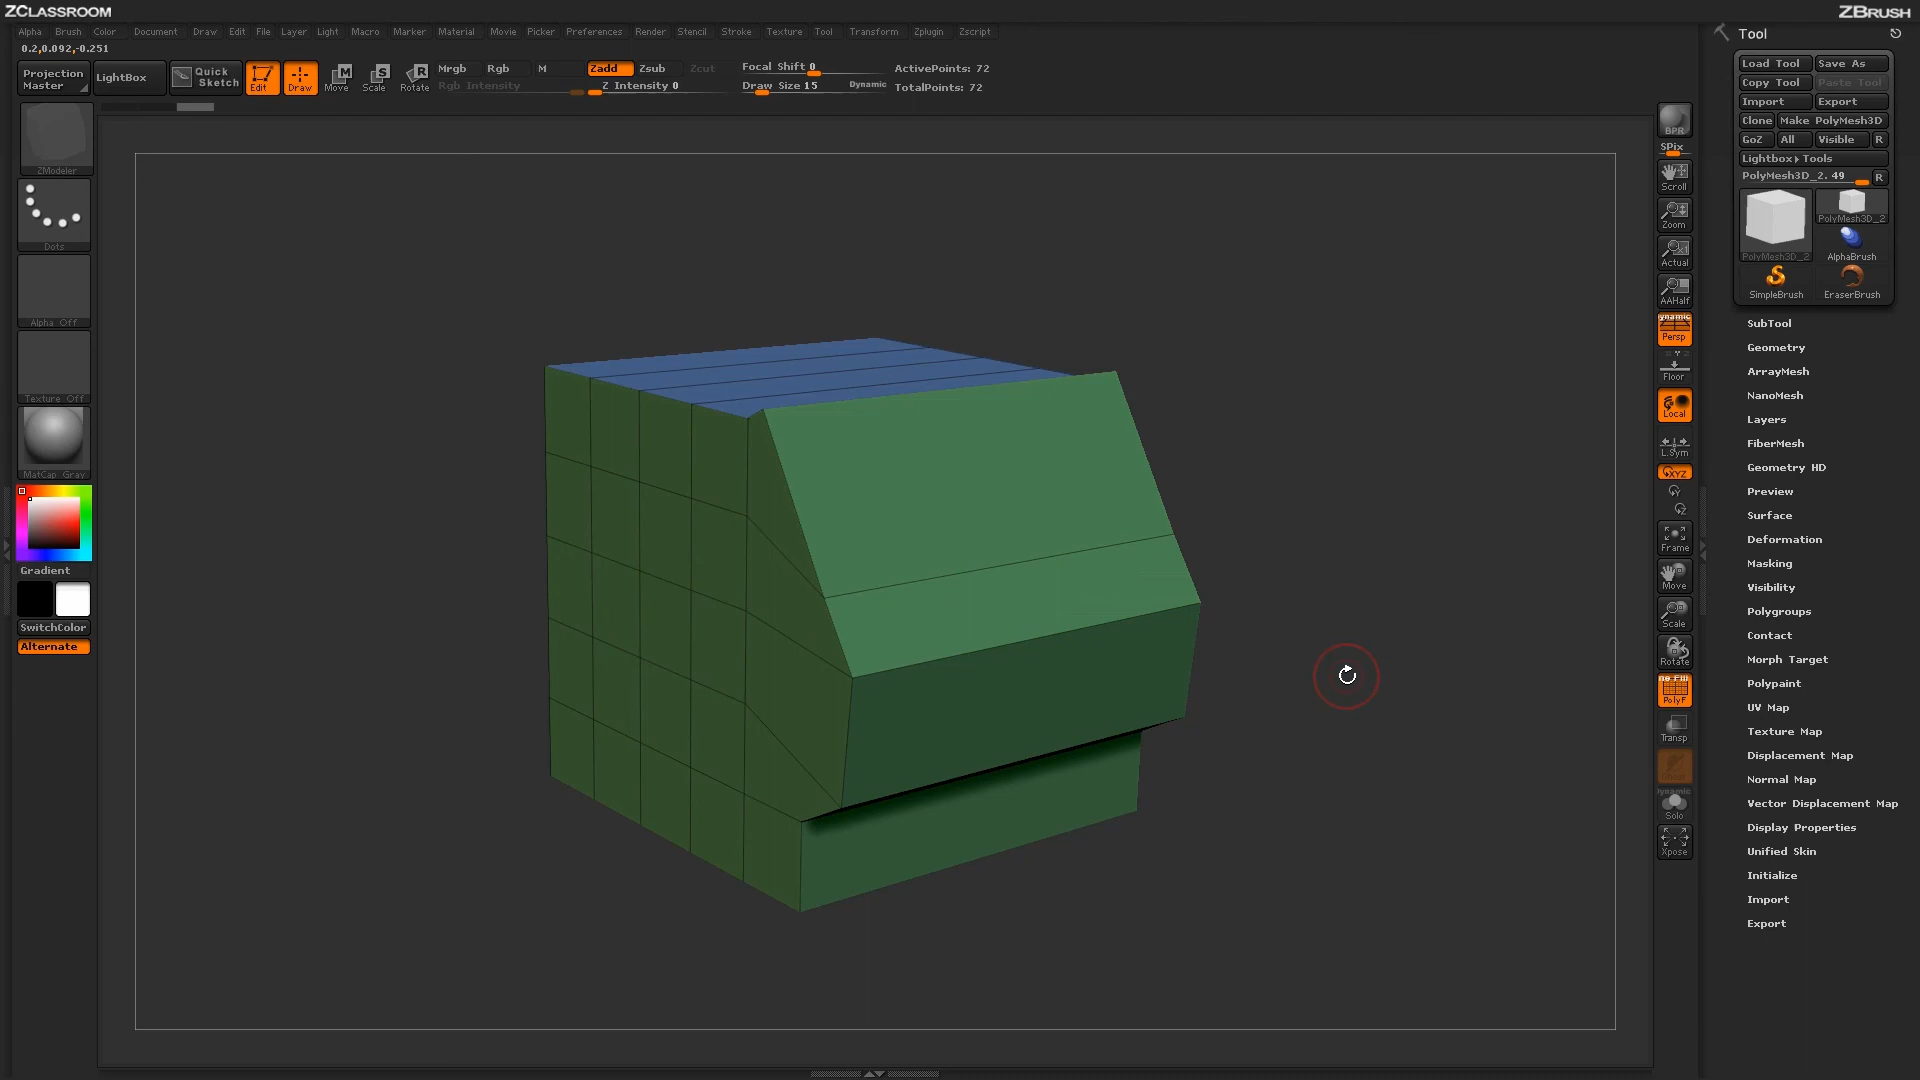 ZCLASSROOM
ZBRUSH
Alpha Brush Color Document Draw Edit File Layer Light Macro Marker Material Movie Picker Preferences Render Stencil Stroke Texture Tool Transform Zplugin Zscript
0.2,0.092,-0.251
Projection Master
LightBox
Quick Sketch
Edit
Draw
Move
Scale
Rotate
Mrgb Rgb M
Rgb Intensity
Zadd Zsub Zcut
Z Intensity 0
Focal Shift 0
Draw Size 15
Dynamic
ActivePoints: 72
TotalPoints: 72
ZModeler
Dots
Alpha Off
Texture Off
MatCap Gray
Gradient
SwitchColor
Alternate
BPR
SPix
Scroll
Zoom
Actual
AAHalf
Persp
Floor
Local
L.Sym
XYZ
Frame
Move
Scale
Rotate
PolyF
Transp
Dynamic
Solo
Xpose
Tool
Load Tool Save As
Copy Tool Paste Tool
Import Export
Clone Make PolyMesh3D
GoZ All Visible R
Lightbox▸Tools
PolyMesh3D_2. 49 R
PolyMesh3D_2
PolyMesh3D_2
AlphaBrush
SimpleBrush
EraserBrush
SubTool
Geometry
ArrayMesh
NanoMesh
Layers
FiberMesh
Geometry HD
Preview
Surface
Deformation
Masking
Visibility
Polygroups
Contact
Morph Target
Polypaint
UV Map
Texture Map
Displacement Map
Normal Map
Vector Displacement Map
Display Properties
Unified Skin
Initialize
Import
Export